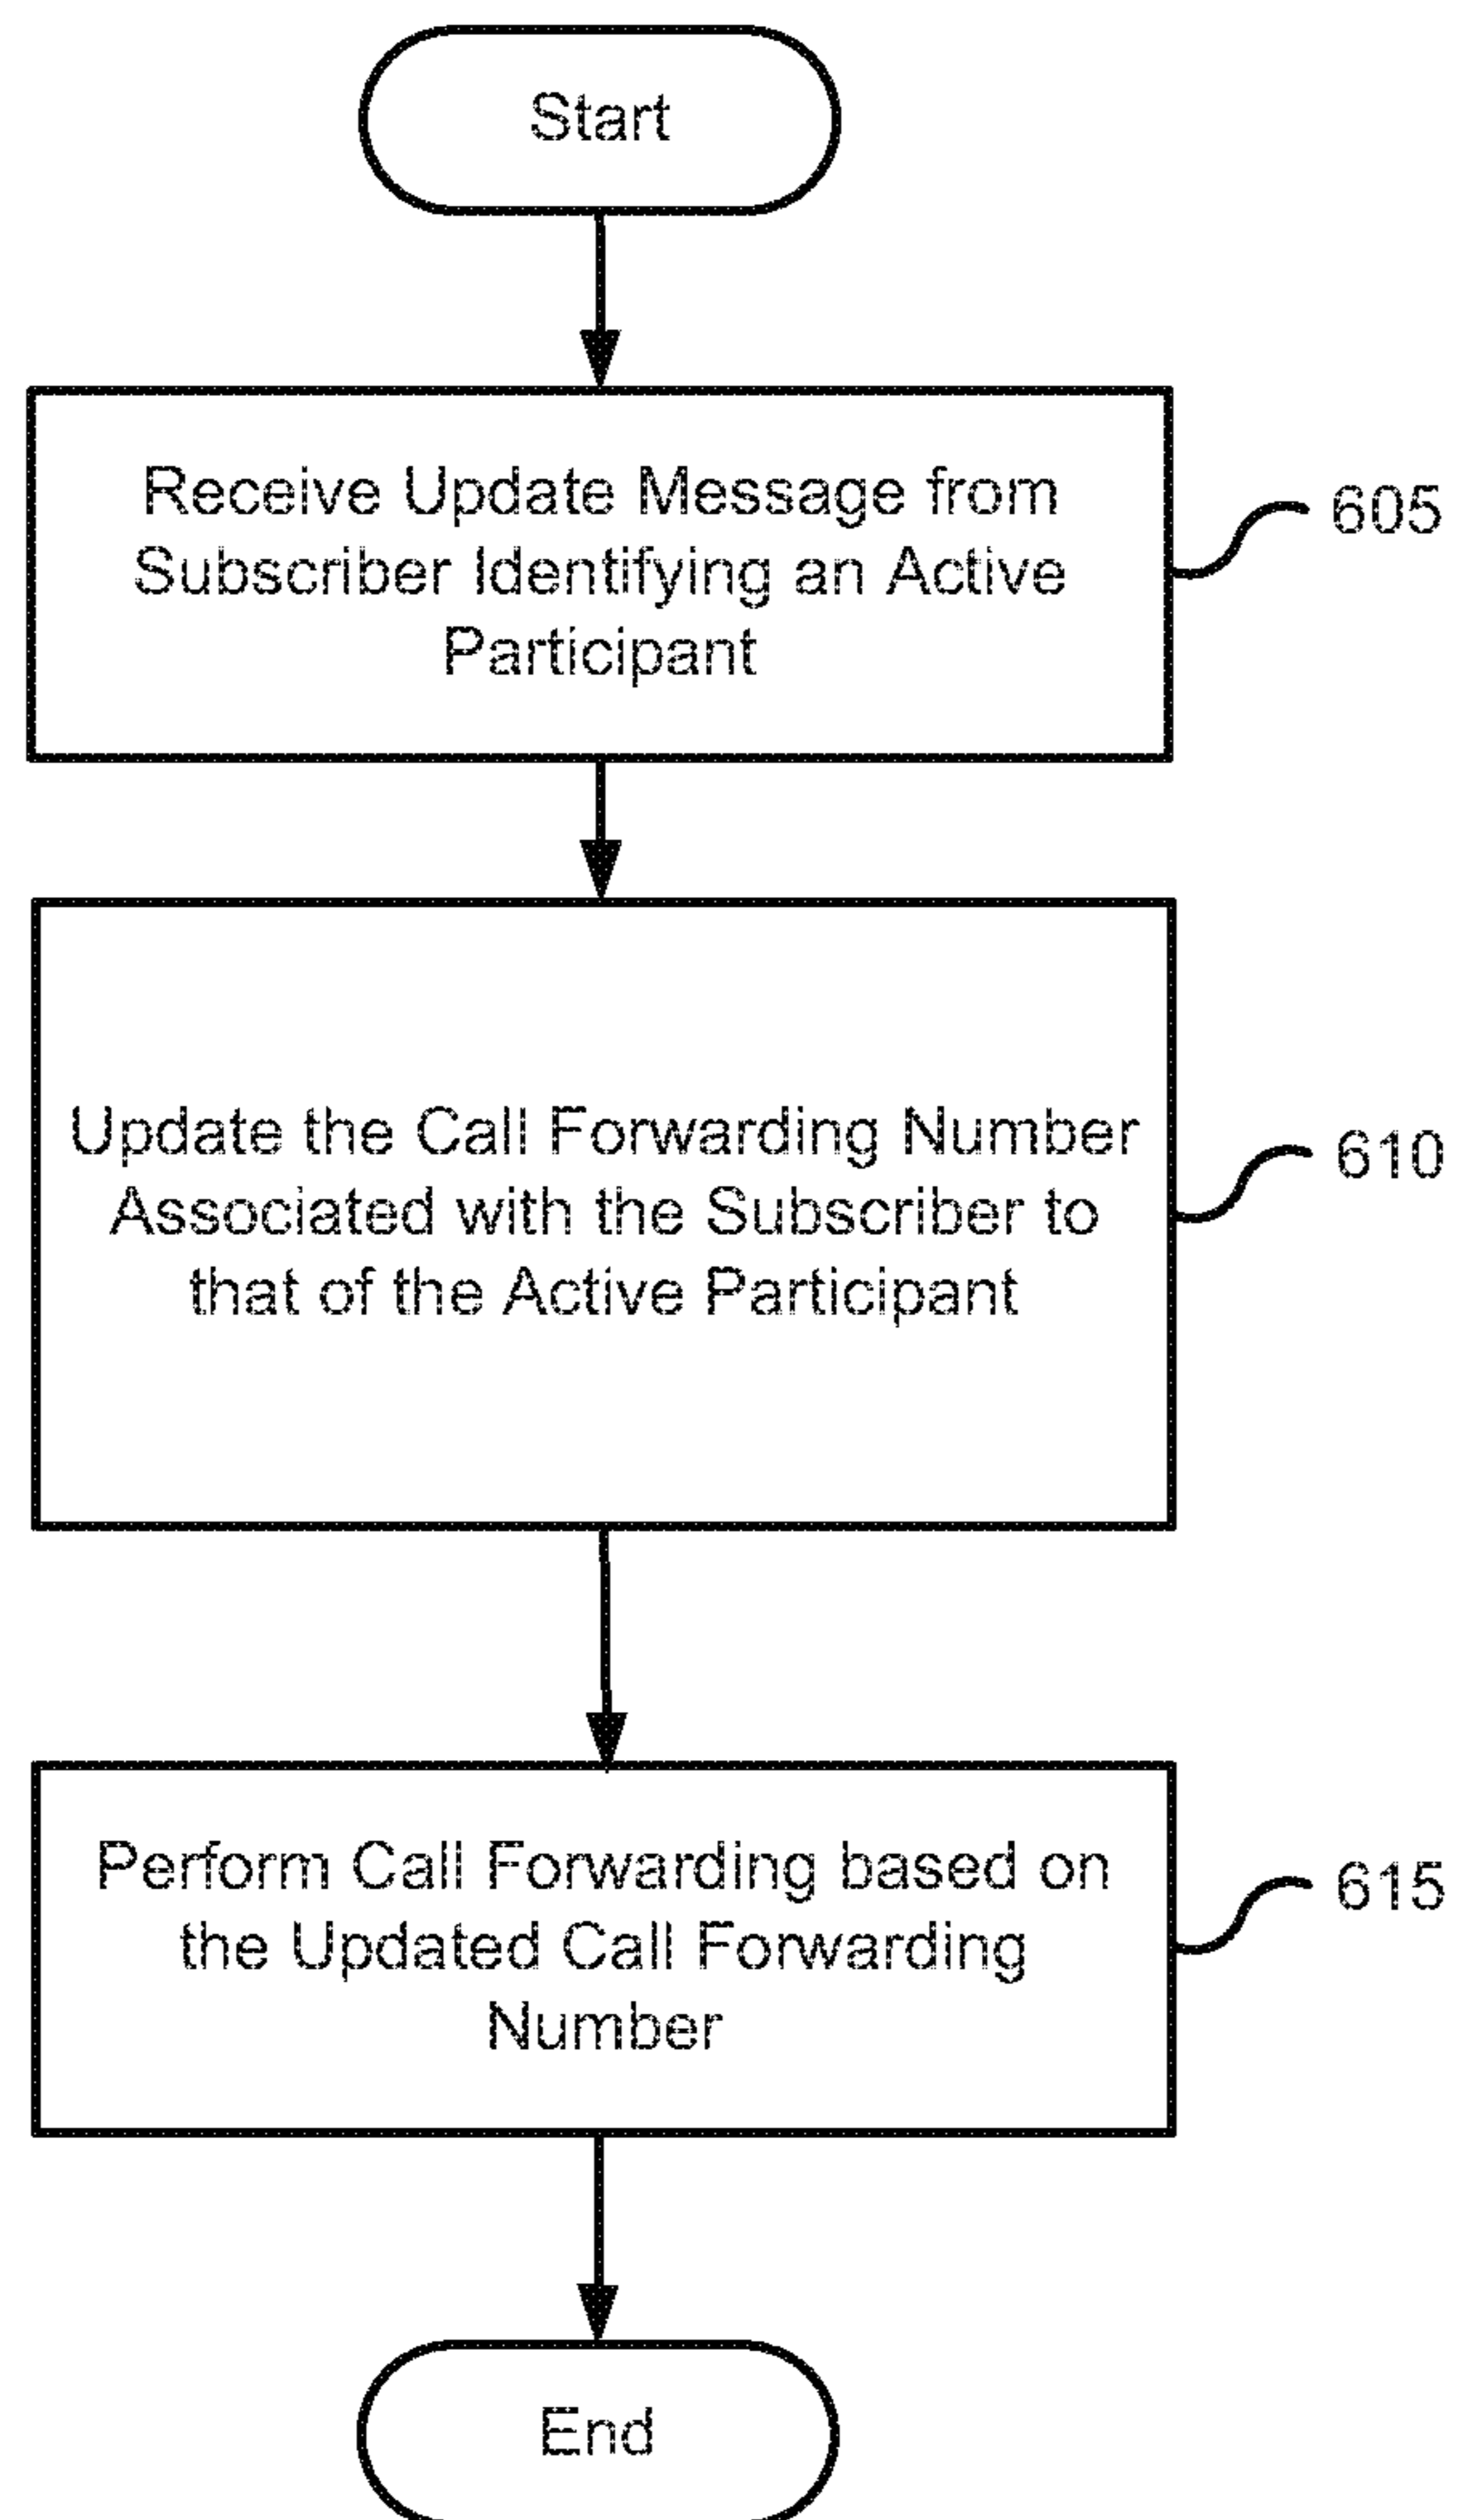 Start
Receive Update Message from
Subscriber Identifying an Active
Participant
605
Update the Call Forwarding Number
Associated with the Subscriber to
that of the Active Participant
610
Perform Call Forwarding based on
the Updated Call Forwarding
Number
615
End